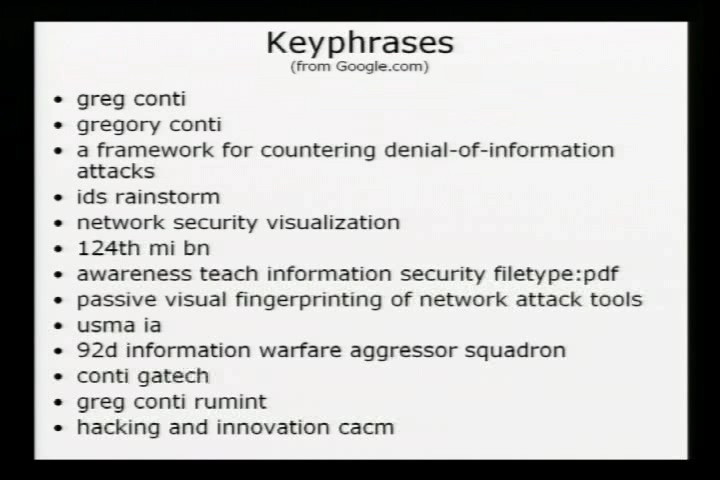 Keyphrases
(from Google.com)
• greg conti
• gregory conti
• a framework for countering denial-of-information
attacks
• ids rainstorm
• network security visualization
• 124th mi bn
• awareness teach information security filetype:pdf
• passive visual fingerprinting of network attack tools
• usma ia
• 92d information warfare aggressor squadron
• conti gatech
• greg conti rumint
• hacking and innovation cacm